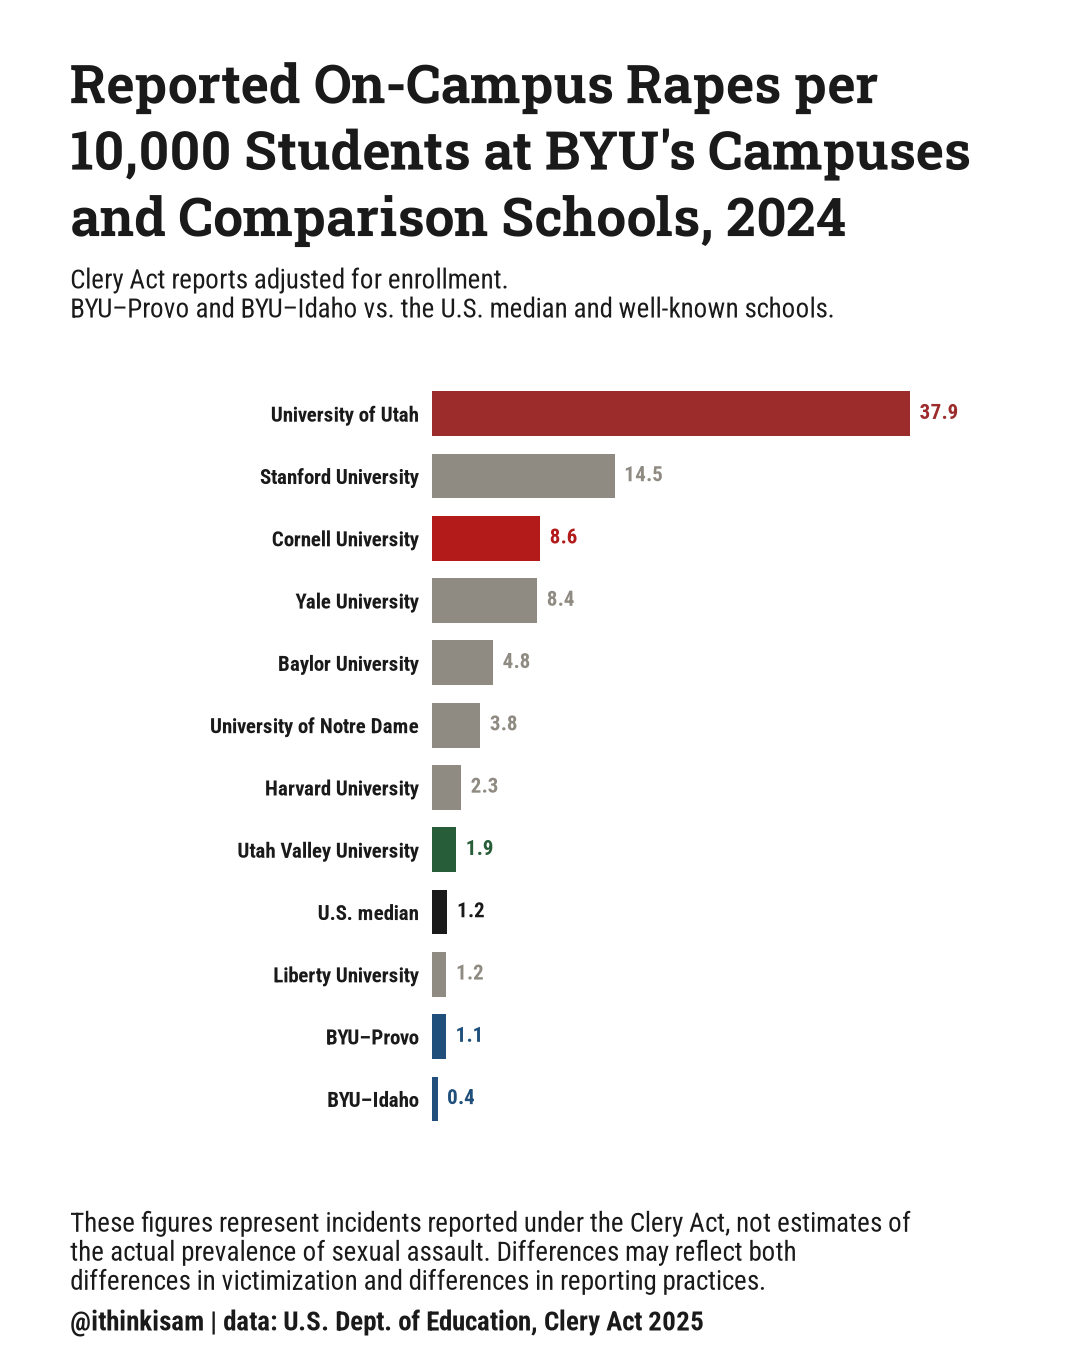 Reported On-Campus Rapes per
10,000 Students at BYU's Campuses
and Comparison Schools, 2024
Clery Act reports adjusted for enrollment.
BYU–Provo and BYU–Idaho vs. the U.S. median and well-known schools.
University of Utah 37.9
Stanford University 14.5
Cornell University 8.6
Yale University 8.4
Baylor University 4.8
University of Notre Dame 3.8
Harvard University 2.3
Utah Valley University 1.9
U.S. median 1.2
Liberty University 1.2
BYU–Provo 1.1
BYU–Idaho 0.4
These figures represent incidents reported under the Clery Act, not estimates of
the actual prevalence of sexual assault. Differences may reflect both
differences in victimization and differences in reporting practices.
@ithinkisam | data: U.S. Dept. of Education, Clery Act 2025